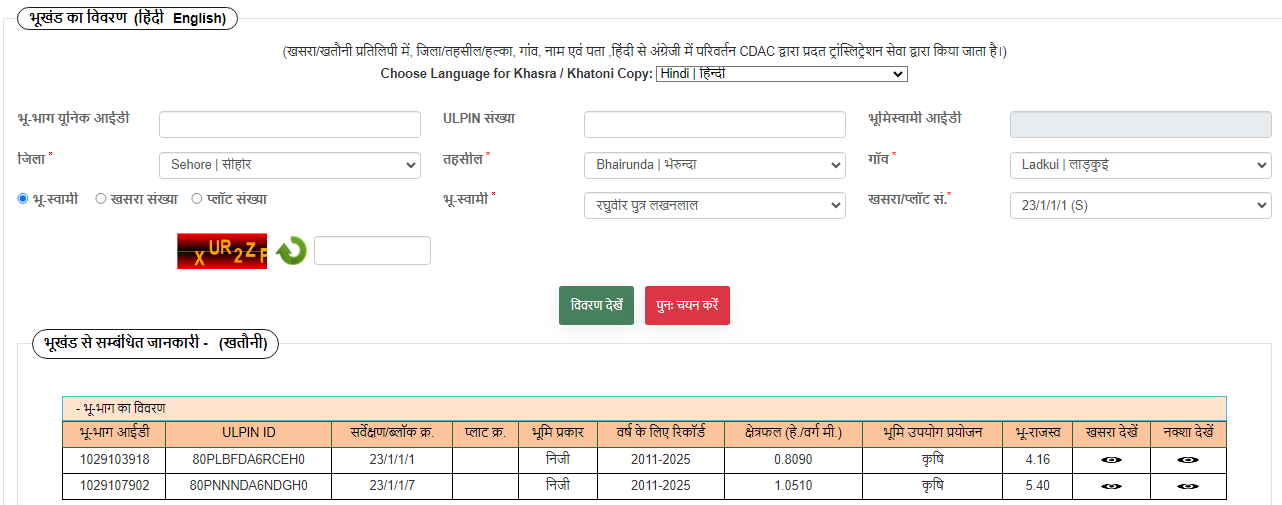 भूखंड का विवरण (हिंदी English)
(खसरा/खतौनी प्रतिलिपी में, जिला/तहसील/हल्का, गांव, नाम एवं पता ,हिंदी से अंग्रेजी में परिवर्तन CDAC द्वारा प्रदत ट्रांस्लिट्रेशन सेवा द्वारा किया जाता है।)
Choose Language for Khasra / Khatoni Copy: Hindi | हिन्दी
भू-भाग यूनिक आईडी ULPIN संख्या भूमिस्वामी आईडी
जिला * Sehore | सीहोर तहसील * Bhairunda | भेरुन्दा गाँव * Ladkui | लाड़कुई
भू-स्वामी खसरा संख्या प्लॉट संख्या भू-स्वामी * रघुवीर पुत्र लखनलाल खसरा/प्लॉट सं.* 23/1/1/1 (S)
XUR2ZF
विवरण देखें पुनः चयन करें
भूखंड से सम्बंधित जानकारी - (खतौनी)
- भू-भाग का विवरण
भू-भाग आईडी ULPIN ID सर्वेक्षण/ब्लॉक क्र. प्लाट क्र. भूमि प्रकार वर्ष के लिए रिकॉर्ड क्षेत्रफल (हे./वर्ग मी.) भूमि उपयोग प्रयोजन भू-राजस्व खसरा देखें नक्शा देखें
1029103918 80PLBFDA6RCEH0 23/1/1/1 निजी 2011-2025 0.8090 कृषि 4.16
1029107902 80PNNNDA6NDGH0 23/1/1/7 निजी 2011-2025 1.0510 कृषि 5.40